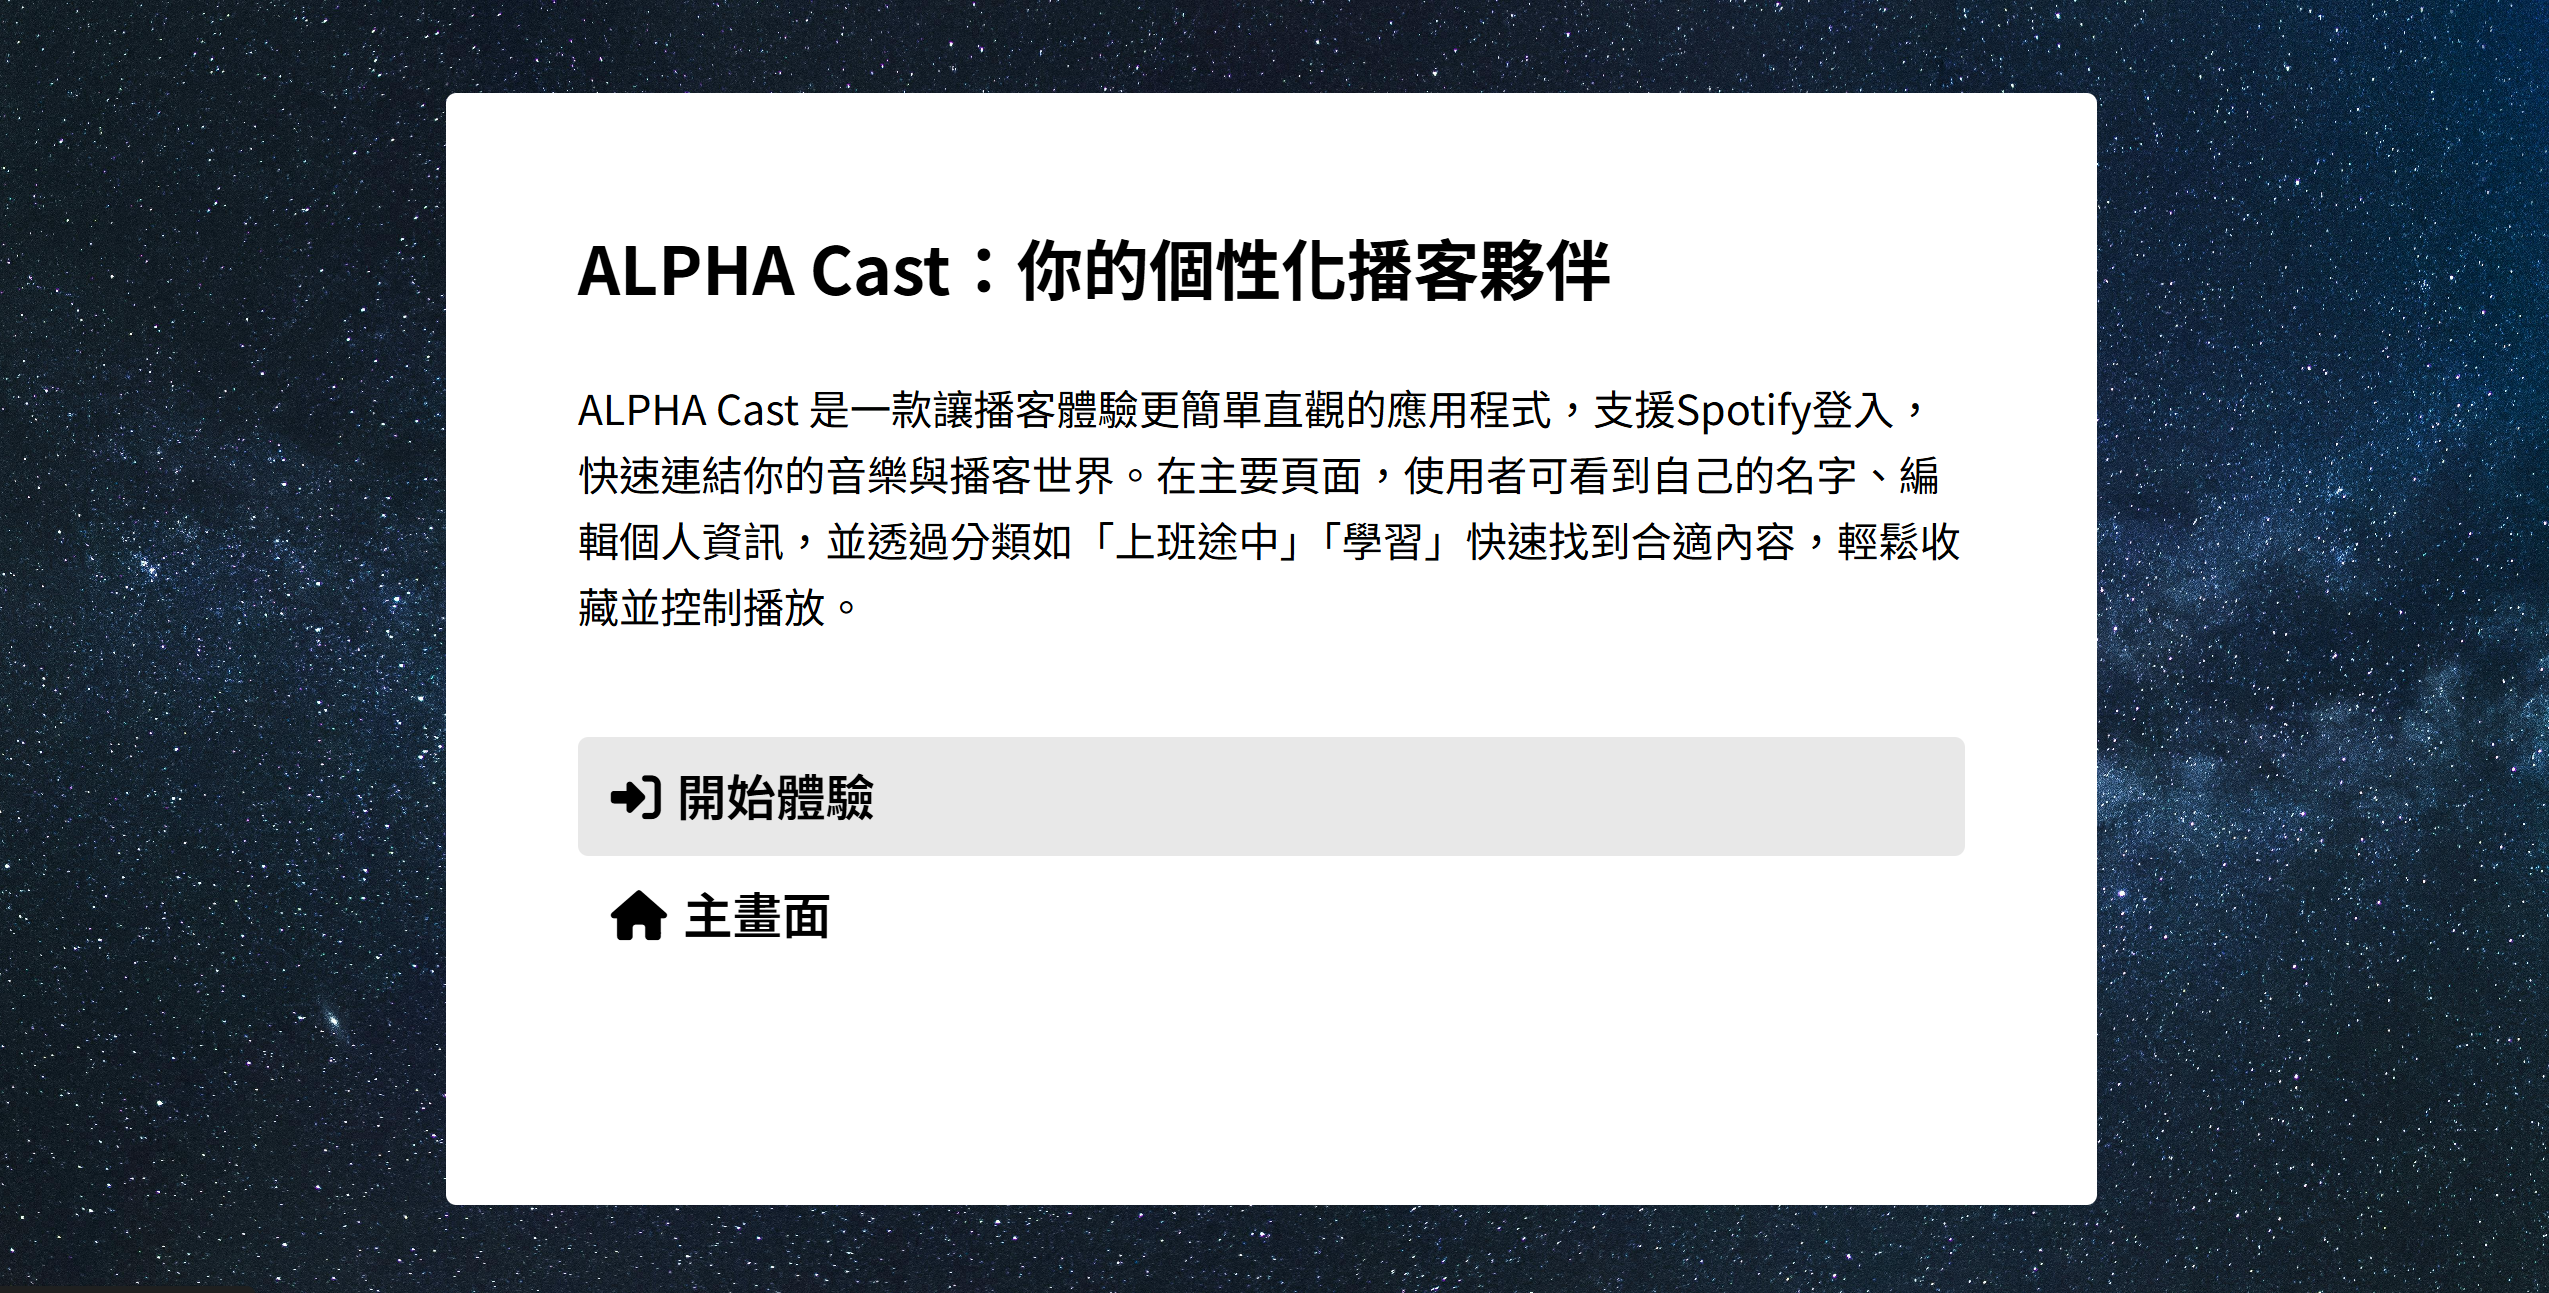 ALPHA Cast：你的個性化播客夥伴
ALPHA Cast 是一款讓播客體驗更簡單直觀的應用程式，支援Spotify登入，
快速連結你的音樂與播客世界。在主要頁面，使用者可看到自己的名字、編
輯個人資訊，並透過分類如「上班途中」「學習」快速找到合適內容，輕鬆收
藏並控制播放。
開始體驗
主畫面